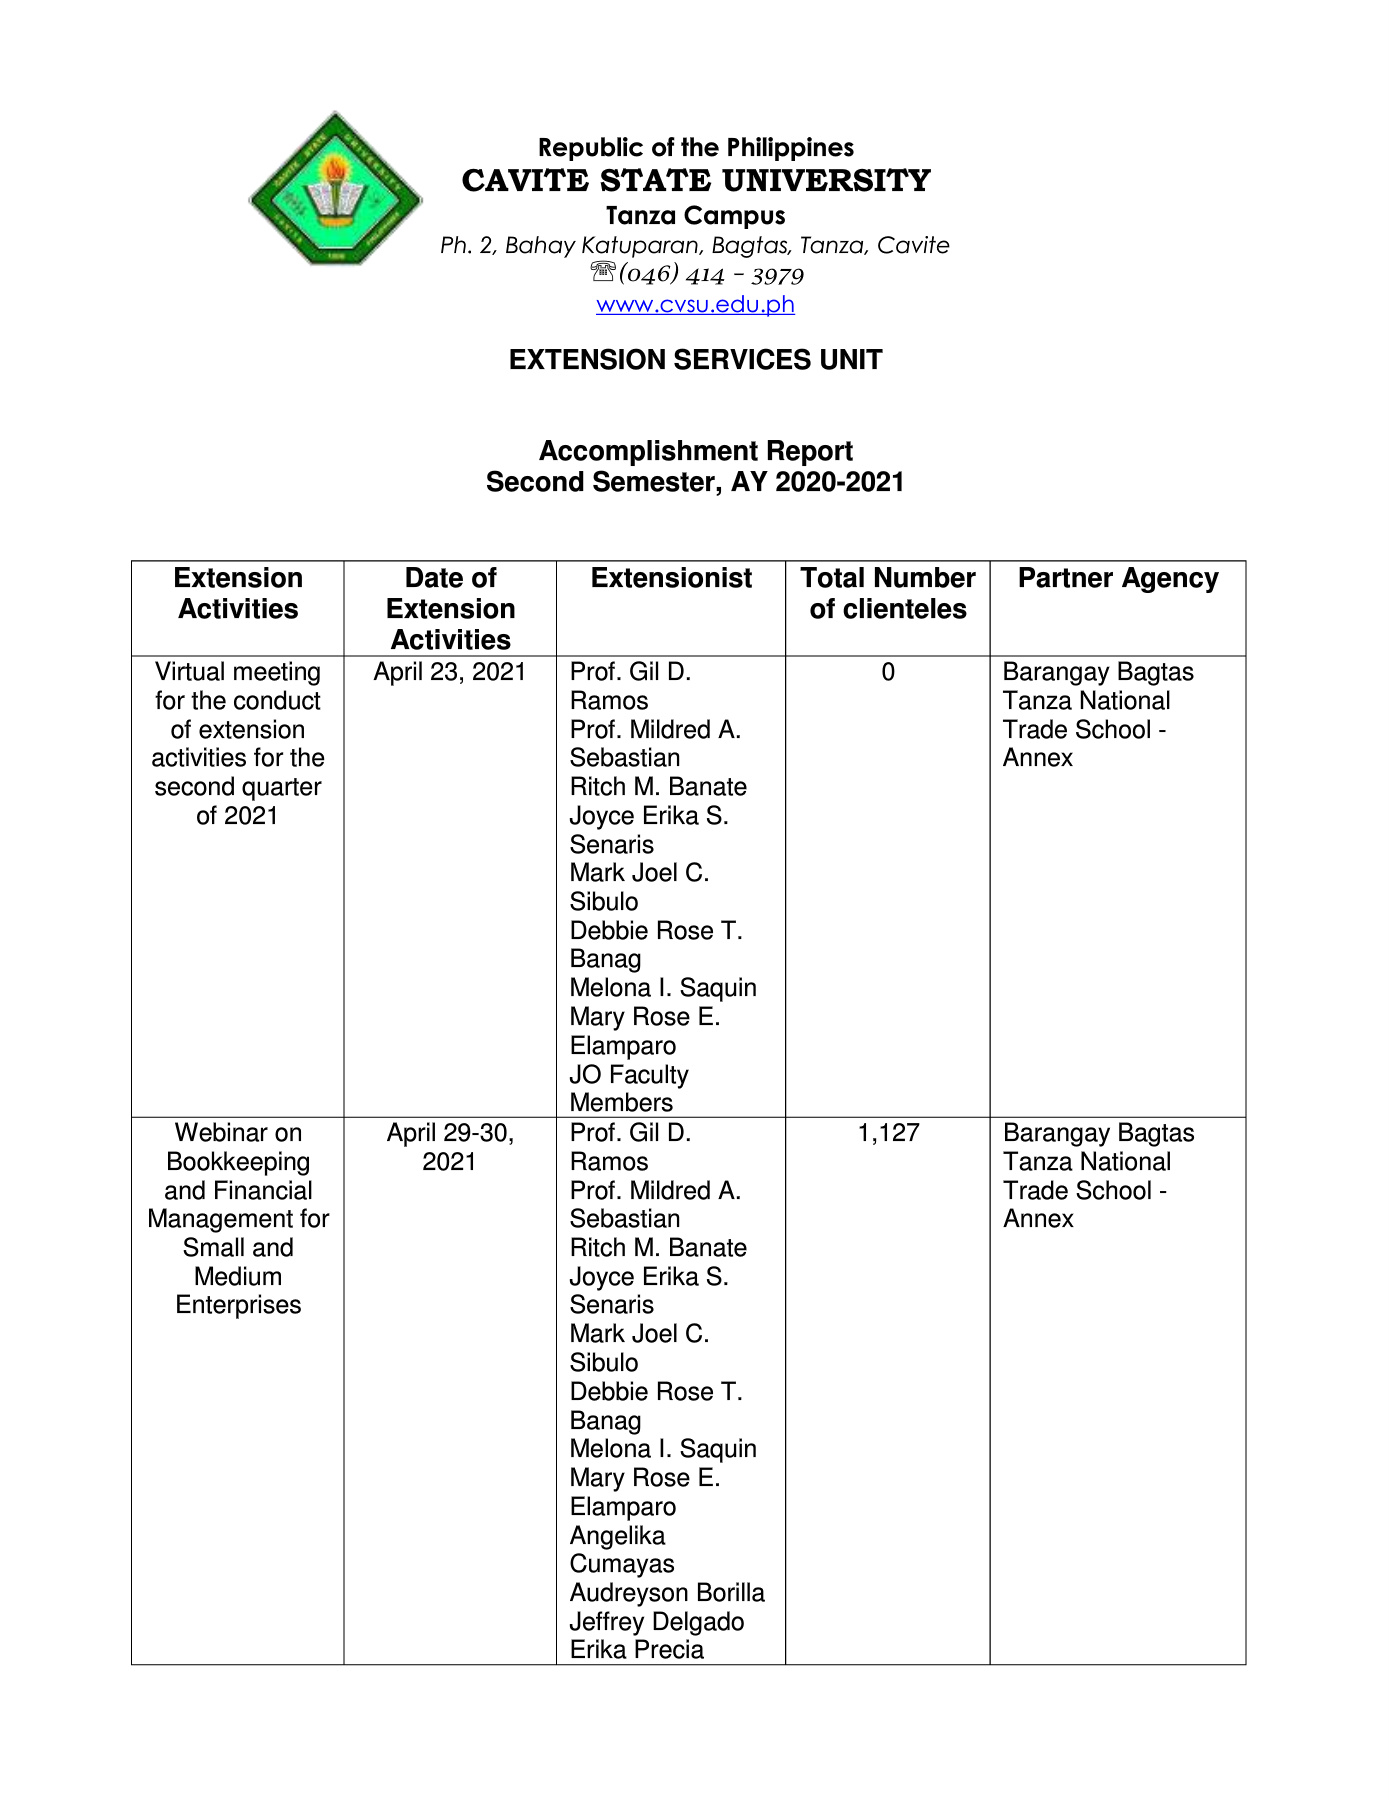 Republic of the Philippines
CAVITE STATE UNIVERSITY
Tanza Campus
Ph. 2, Bahay Katuparan, Bagtas, Tanza, Cavite
☏(046) 414 – 3979
www.cvsu.edu.ph
CAVITE STATE UNIVERSITY
CAVITE
1906
PHILIPPINES
EXTENSION SERVICES UNIT
Accomplishment Report
Second Semester, AY 2020-2021
Extension
Activities
Date of
Extension
Activities
Extensionist
Total Number
of clienteles
Partner Agency
Virtual meeting
for the conduct
of extension
activities for the
second quarter
of 2021
April 23, 2021
Prof. Gil D.
Ramos
Prof. Mildred A.
Sebastian
Ritch M. Banate
Joyce Erika S.
Senaris
Mark Joel C.
Sibulo
Debbie Rose T.
Banag
Melona I. Saquin
Mary Rose E.
Elamparo
JO Faculty
Members
0
Barangay Bagtas
Tanza National
Trade School -
Annex
Webinar on
Bookkeeping
and Financial
Management for
Small and
Medium
Enterprises
April 29-30,
2021
Prof. Gil D.
Ramos
Prof. Mildred A.
Sebastian
Ritch M. Banate
Joyce Erika S.
Senaris
Mark Joel C.
Sibulo
Debbie Rose T.
Banag
Melona I. Saquin
Mary Rose E.
Elamparo
Angelika
Cumayas
Audreyson Borilla
Jeffrey Delgado
Erika Precia
1,127
Barangay Bagtas
Tanza National
Trade School -
Annex